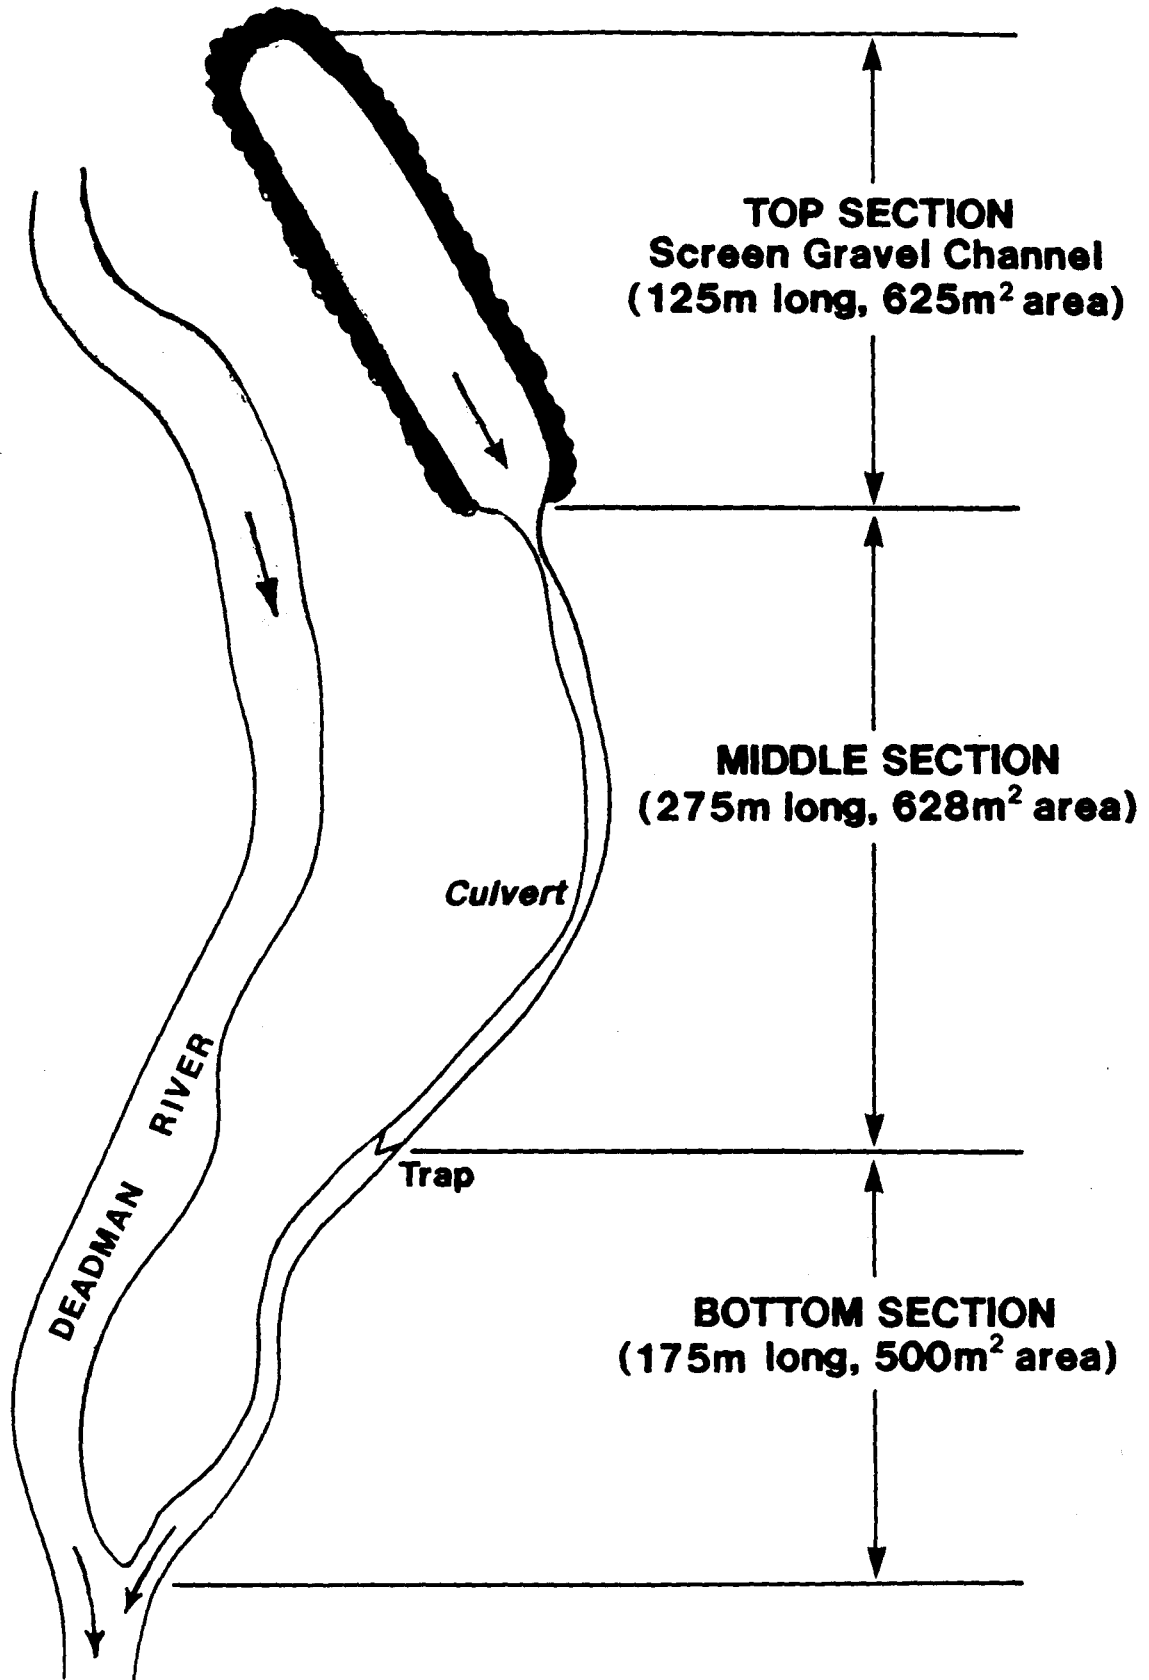 TOP SECTION
Screen Gravel Channel
(125m long, 625m² area)
MIDDLE SECTION
(275m long, 628m² area)
Culvert
DEADMAN RIVER
Trap
BOTTOM SECTION
(175m long, 500m² area)